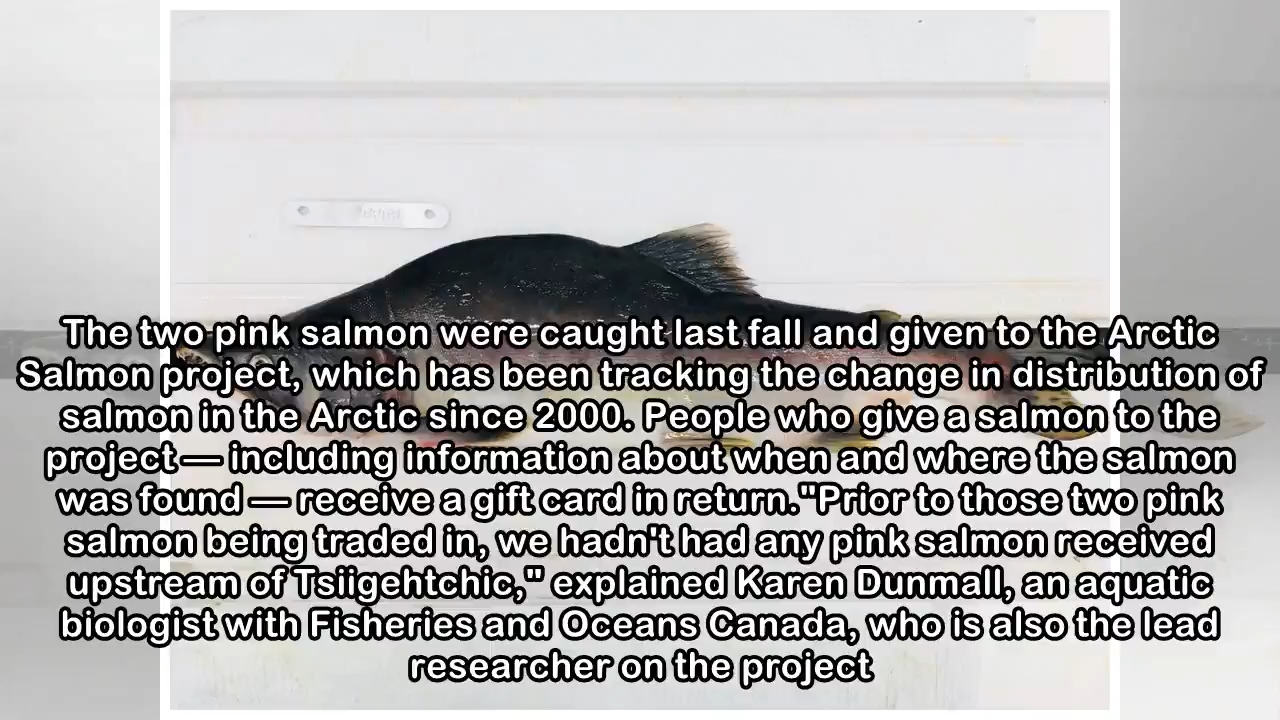 The two pink salmon were caught last fall and given to the Arctic
Salmon project, which has been tracking the change in distribution of
salmon in the Arctic since 2000. People who give a salmon to the
project — including information about when and where the salmon
was found — receive a gift card in return."Prior to those two pink
salmon being traded in, we hadn't had any pink salmon received
upstream of Tsiigehtchic," explained Karen Dunmall, an aquatic
biologist with Fisheries and Oceans Canada, who is also the lead
researcher on the project